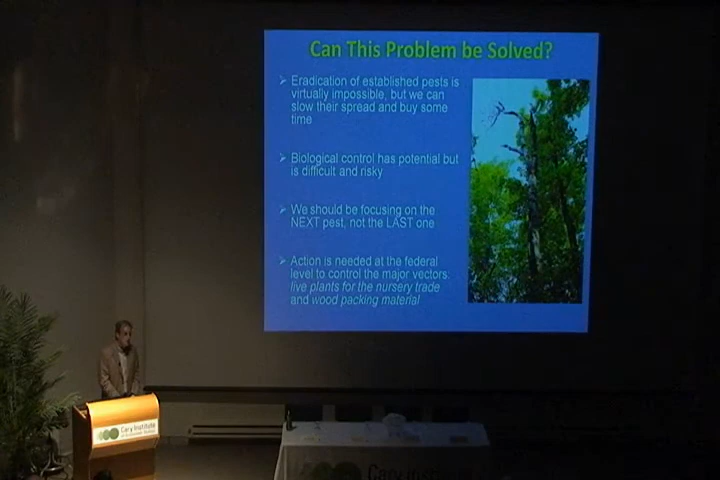 Can This Problem be Solved?
➢ Eradication of established pests is
virtually impossible, but we can
slow their spread and buy some
time
➢ Biological control has potential but
is difficult and risky
➢ We should be focusing on the
NEXT pest, not the LAST one
➢ Action is needed at the federal
level to control the major vectors:
live plants for the nursery trade
and wood packing material
Cary Institute
Cary Institute